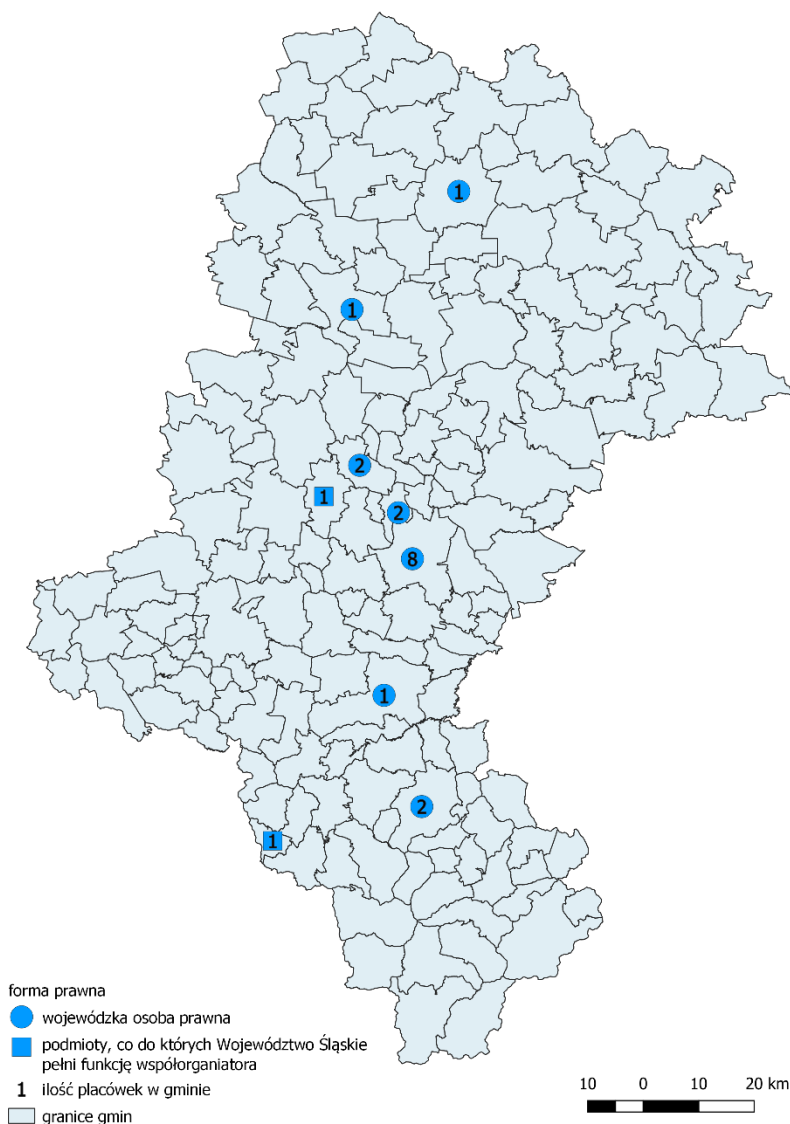 1
1
2
1
2
8
1
2
1
forma prawna
wojewódzka osoba prawna
podmioty, co do których Województwo Śląskie
pełni funkcję współorganiatora
1 ilość placówek w gminie
granice gmin
10 0 10 20 km